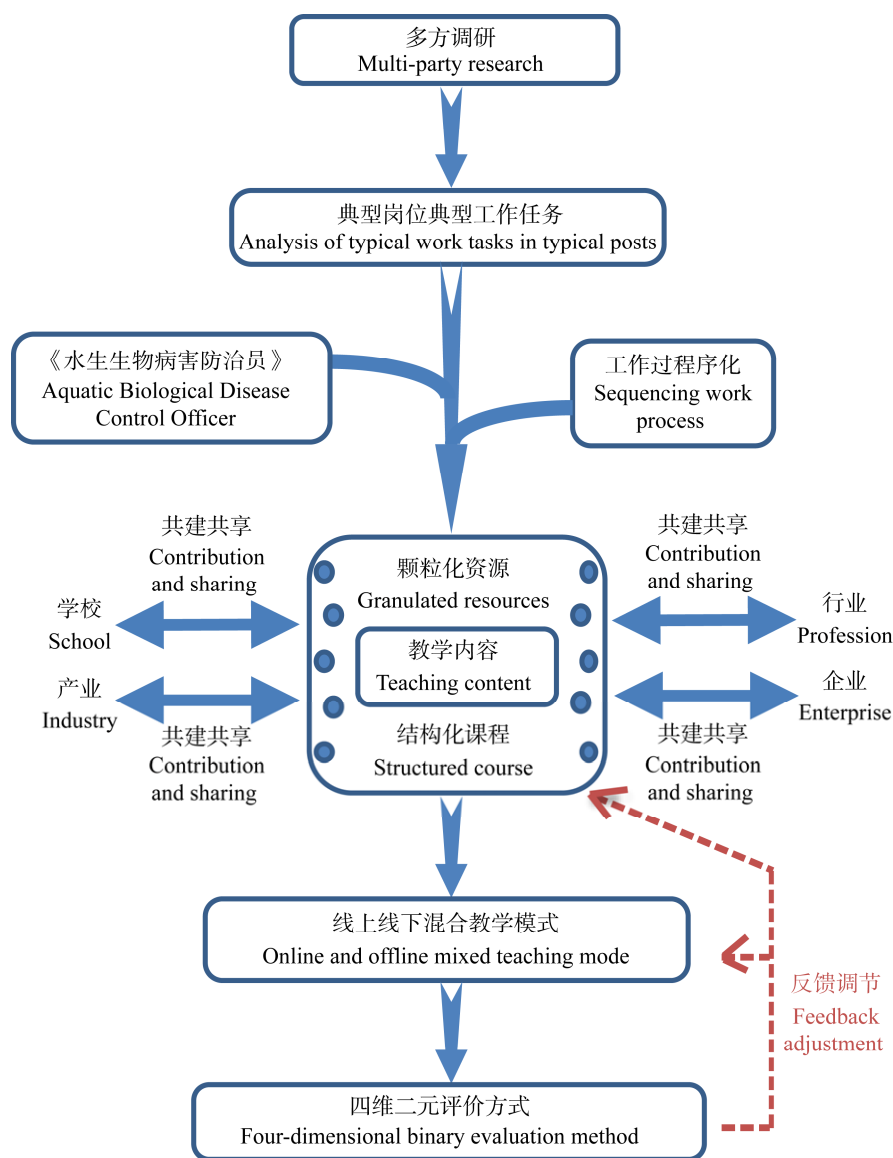 多方调研
Multi-party research
典型岗位典型工作任务
Analysis of typical work tasks in typical posts
《水生生物病害防治员》
Aquatic Biological Disease
Control Officer
工作过程序化
Sequencing work
process
共建共享
Contribution
and sharing
学校
School
产业
Industry
共建共享
Contribution
and sharing
颗粒化资源
Granulated resources
教学内容
Teaching content
结构化课程
Structured course
共建共享
Contribution
and sharing
行业
Profession
企业
Enterprise
共建共享
Contribution
and sharing
线上线下混合教学模式
Online and offline mixed teaching mode
反馈调节
Feedback
adjustment
四维二元评价方式
Four-dimensional binary evaluation method